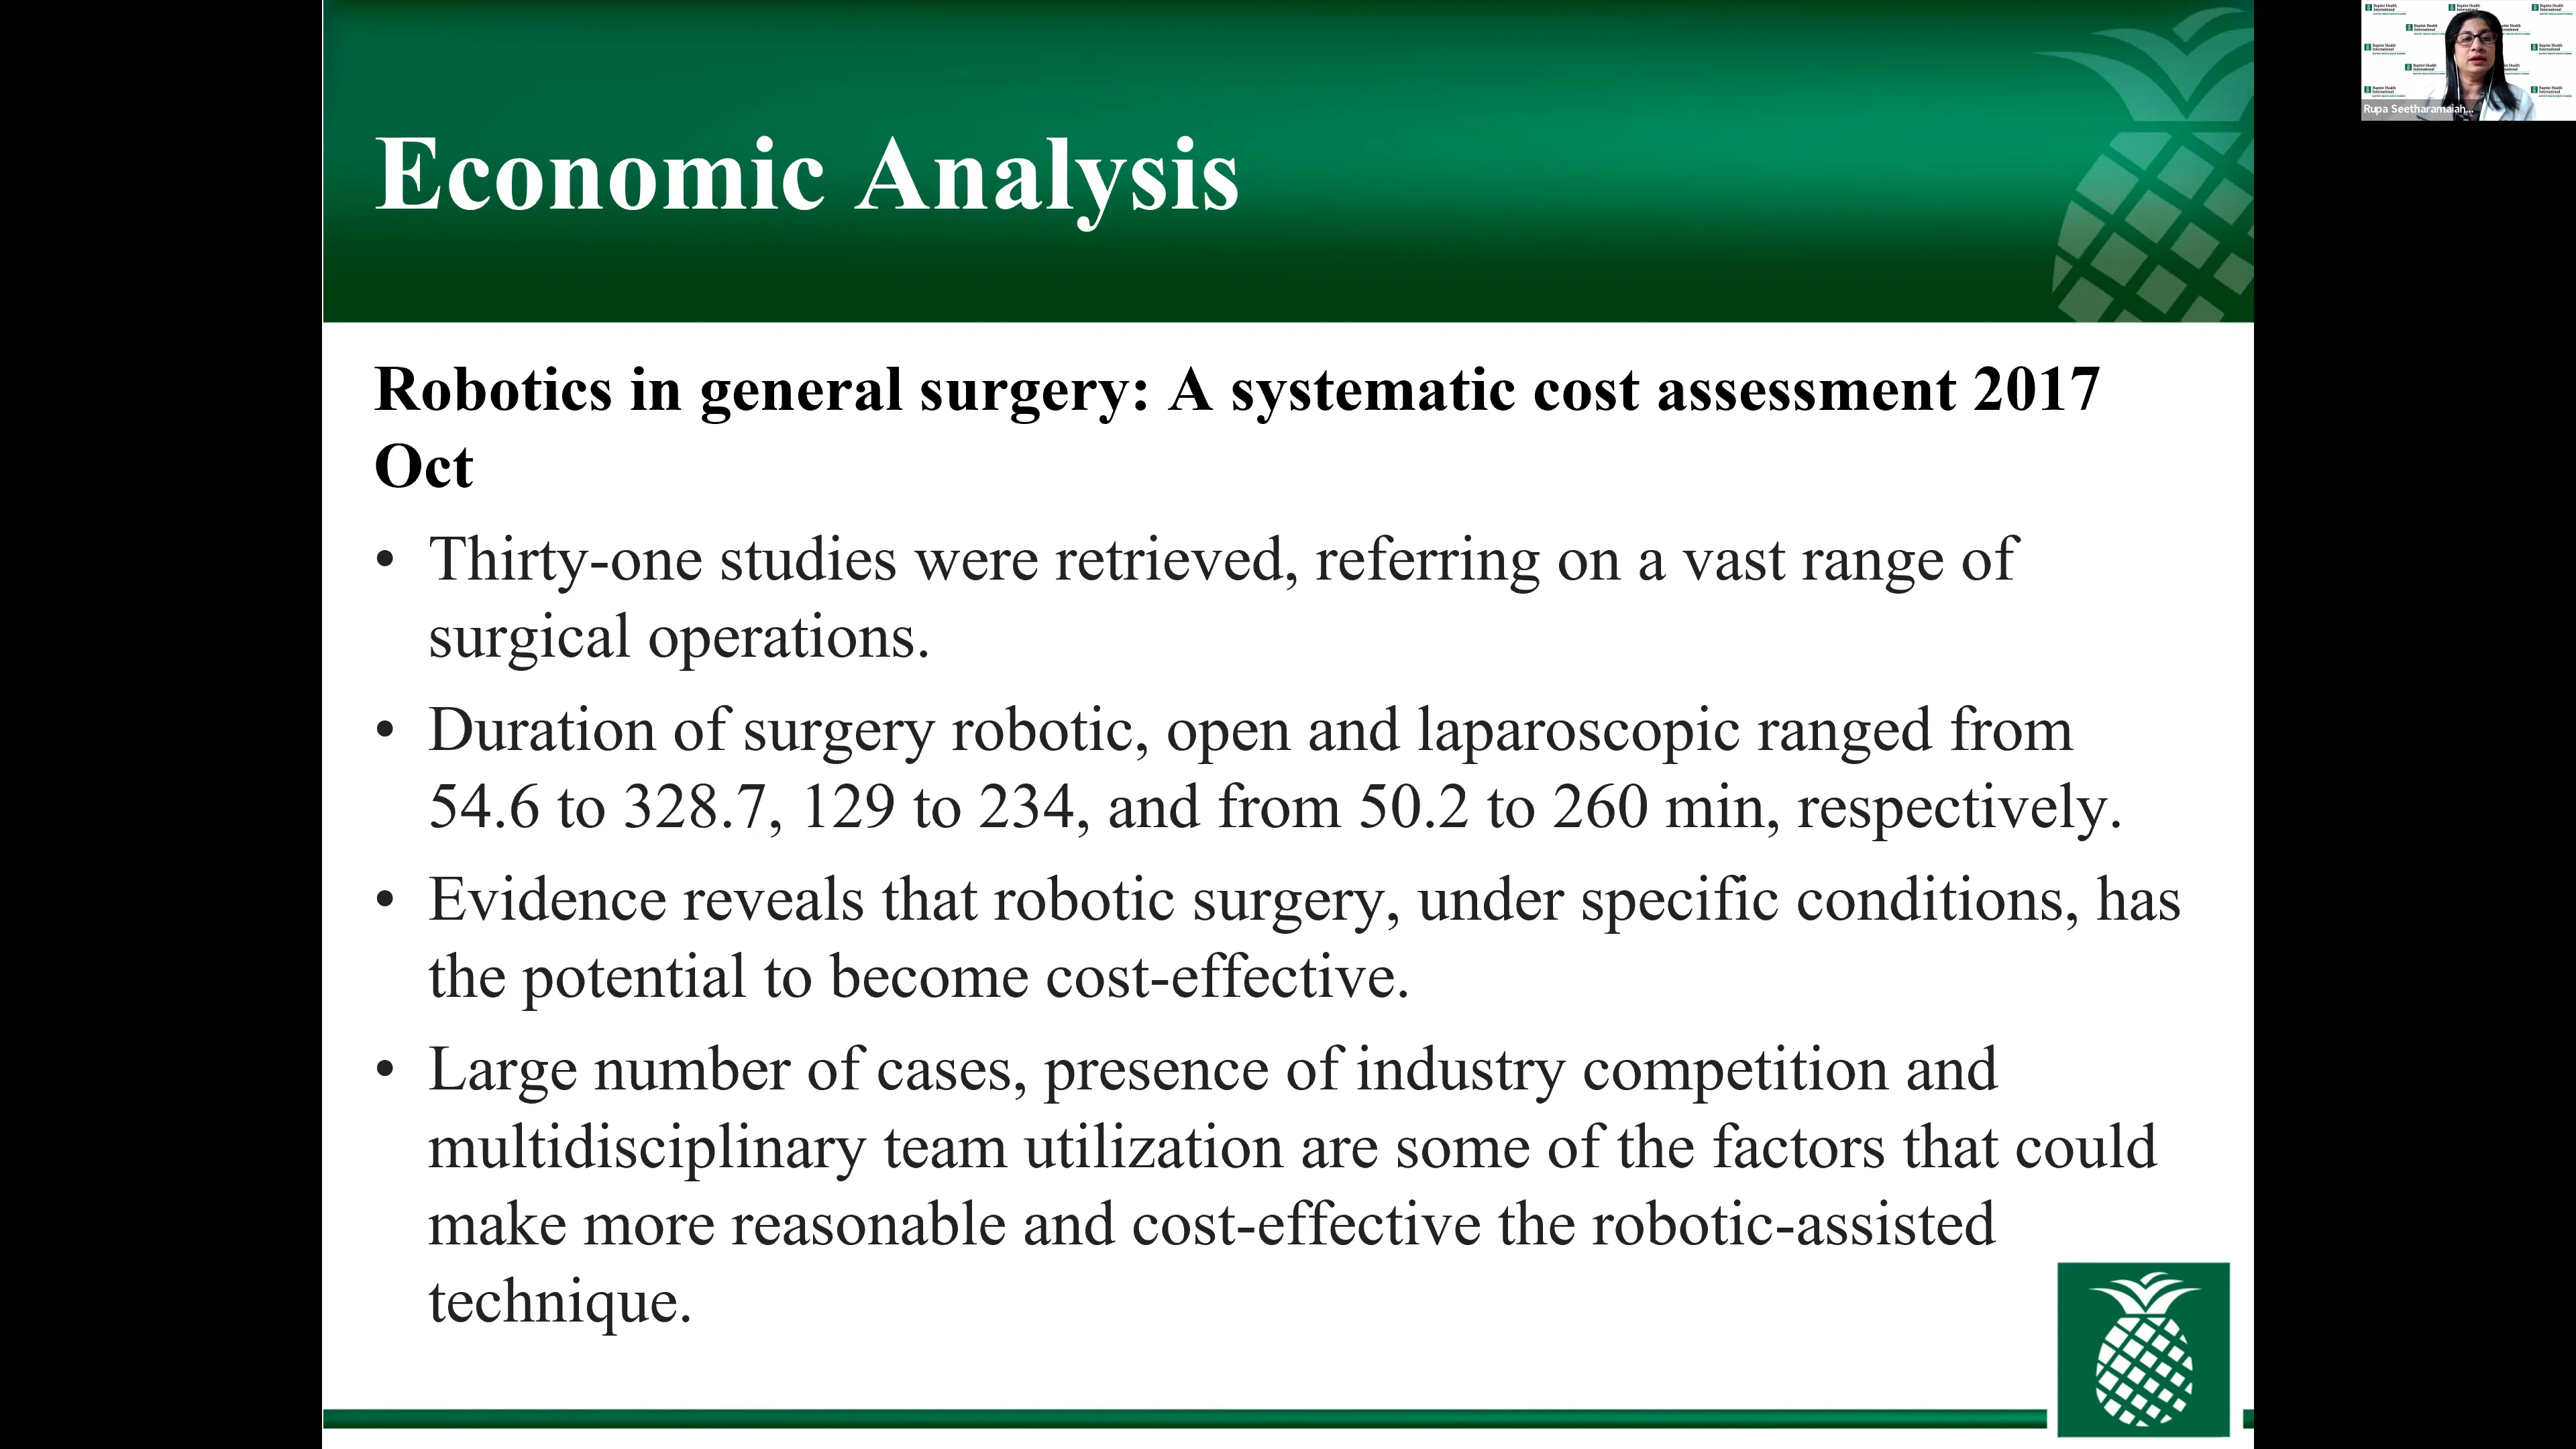 Economic Analysis
Robotics in general surgery: A systematic cost assessment 2017
Oct
• Thirty-one studies were retrieved, referring on a vast range of
surgical operations.
• Duration of surgery robotic, open and laparoscopic ranged from
54.6 to 328.7, 129 to 234, and from 50.2 to 260 min, respectively.
• Evidence reveals that robotic surgery, under specific conditions, has
the potential to become cost-effective.
• Large number of cases, presence of industry competition and
multidisciplinary team utilization are some of the factors that could
make more reasonable and cost-effective the robotic-assisted
technique.
Baptist Health
International
Rupa Seetharamaiah...